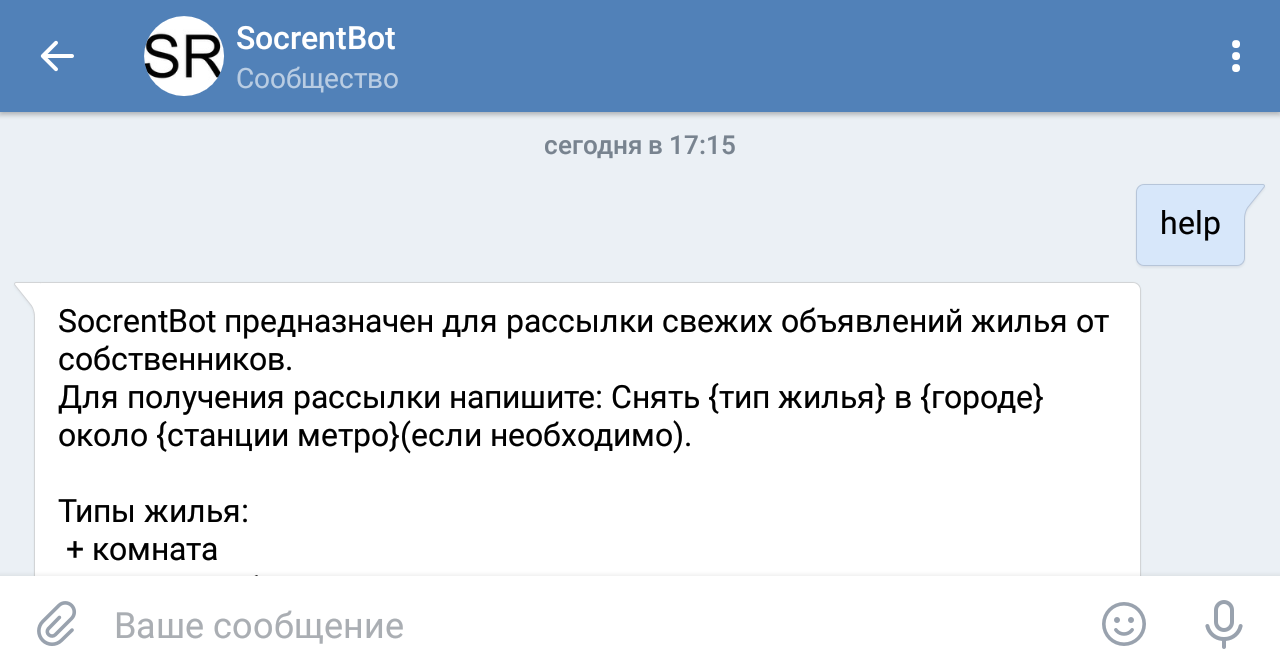 SR
SocrentBot
Сообщество
сегодня в 17:15
help
SocrentBot предназначен для рассылки свежих объявлений жилья от
собственников.
Для получения рассылки напишите: Снять {тип жилья} в {городе}
около {станции метро}(если необходимо).
Типы жилья:
+ комната
Ваше сообщение